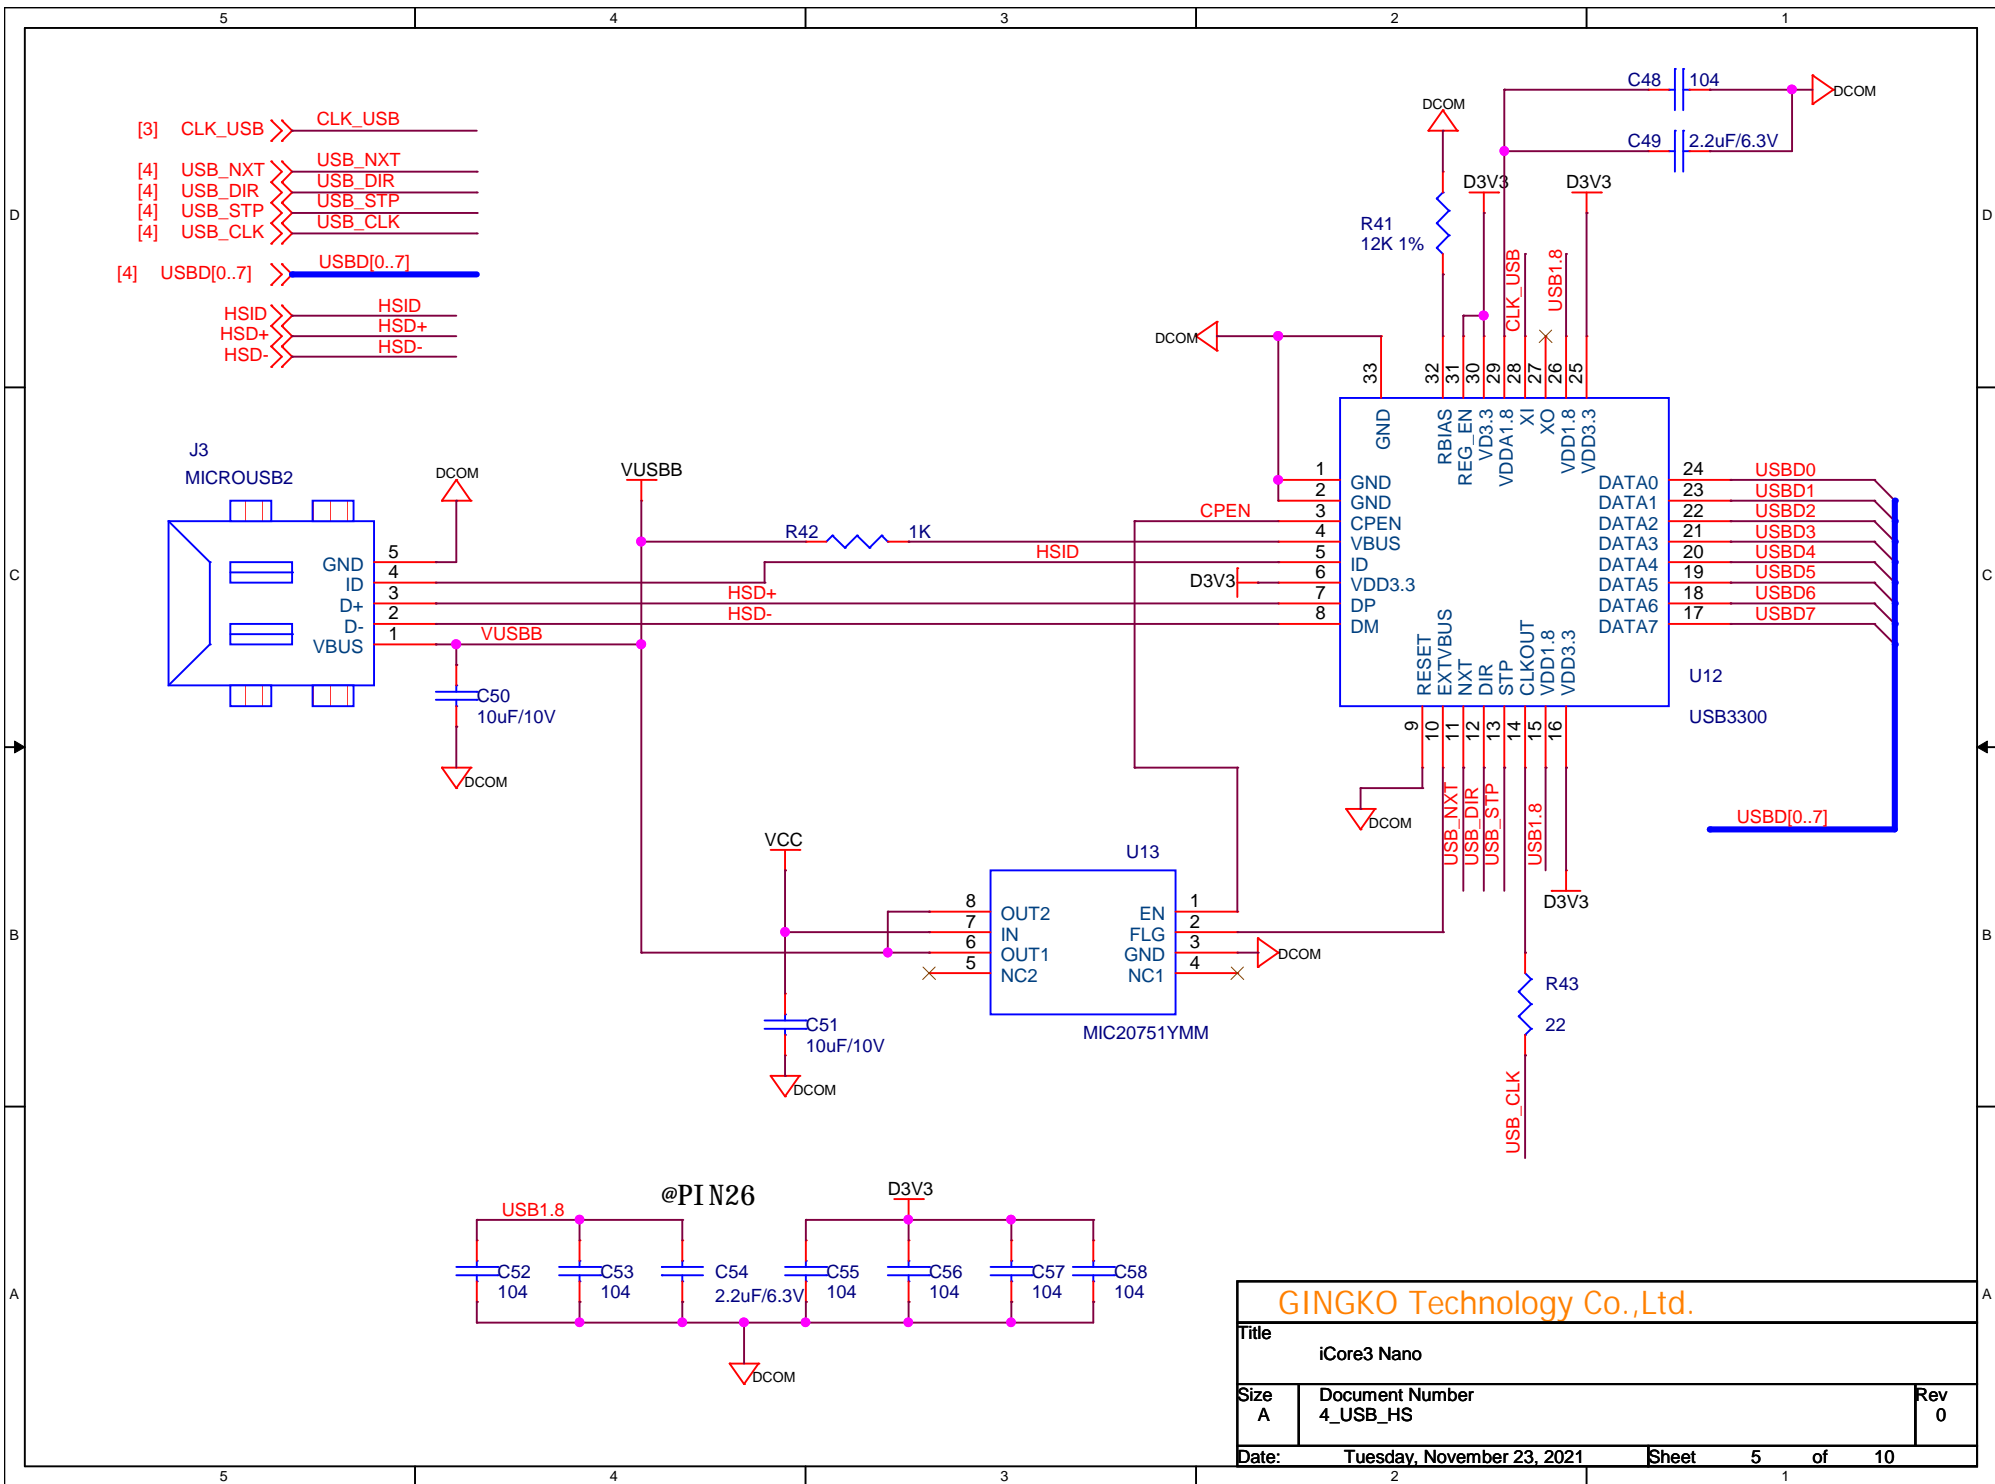 5 4 3 2 1
D
C
B
A
D
C
B
A
[3] CLK_USB CLK_USB
[4] USB_NXT USB_NXT
[4] USB_DIR USB_DIR
[4] USB_STP USB_STP
[4] USB_CLK USB_CLK
[4] USBD[0..7] USBD[0..7]
HSID HSID
HSD+ HSD+
HSD- HSD-
C48 104 DCOM
C49 2.2uF/6.3V
DCOM
R41
12K 1%
D3V3
D3V3
CLK_USB
USB1.8
DCOM
33 32 31 30 29 28 27 26 25
GND RBIAS REG_EN VD3.3 VDDA1.8 XI XO VDD1.8 VDD3.3
J3
MICROUSB2
GND 5
ID 4
D+ 3
D- 2
VBUS 1
DCOM
VUSBB
VUSBB
C50
10uF/10V
DCOM
R42 1K
CPEN
HSID
D3V3
HSD+
HSD-
1 GND
2 GND
3 CPEN
4 VBUS
5 ID
6 VDD3.3
7 DP
8 DM
DATA0 24 USBD0
DATA1 23 USBD1
DATA2 22 USBD2
DATA3 21 USBD3
DATA4 20 USBD4
DATA5 19 USBD5
DATA6 18 USBD6
DATA7 17 USBD7
RESET EXTVBUS NXT DIR STP CLKOUT VDD1.8 VDD3.3
9 10 11 12 13 14 15 16
U12
USB3300
DCOM
USB_NXT
USB_DIR
USB_STP
USB1.8
D3V3
USBD[0..7]
VCC
C51
10uF/10V
DCOM
U13
8 OUT2 EN 1
7 IN FLG 2
6 OUT1 GND 3
5 NC2 NC1 4
DCOM
MIC20751YMM
R43
22
USB_CLK
@PIN26
USB1.8
D3V3
C52
104
C53
104
C54
2.2uF/6.3V
C55
104
C56
104
C57
104
C58
104
DCOM
GINGKO Technology Co.,Ltd.
Title
iCore3 Nano
Size
A
Document Number
4_USB_HS
Rev
0
Date: Tuesday, November 23, 2021 Sheet 5 of 10
5 4 3 2 1